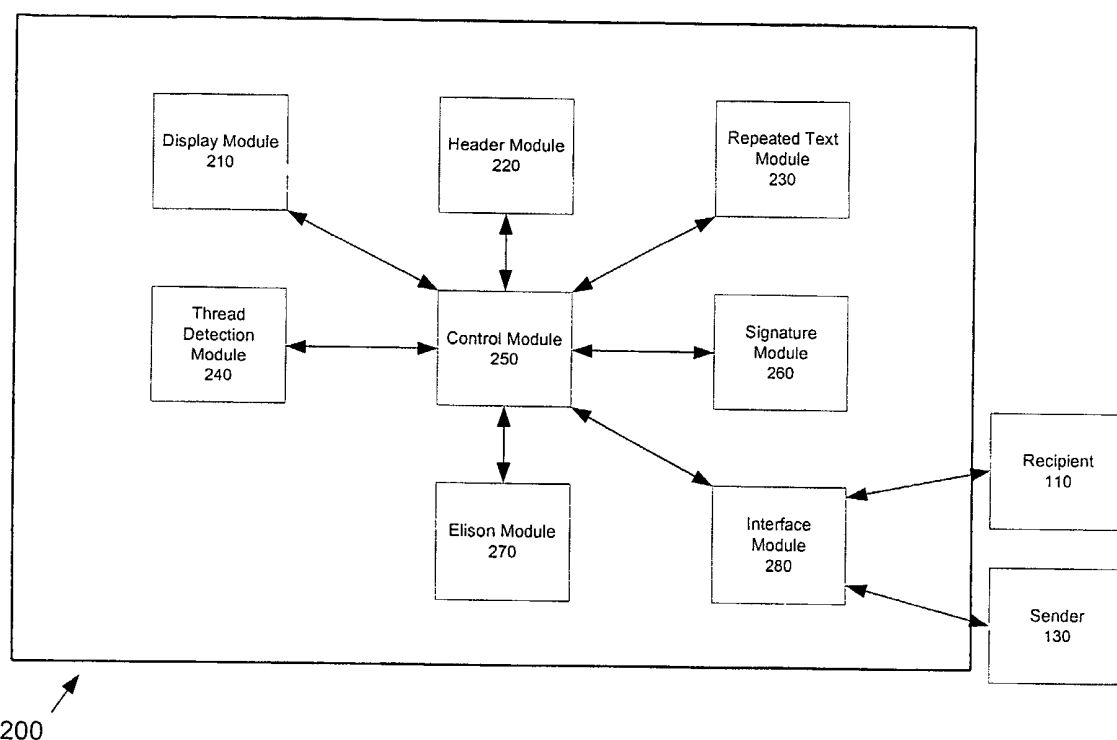 Display Module
210
Header Module
220
Repeated Text
Module
230
Thread
Detection
Module
240
Control Module
250
Signature
Module
260
Elison Module
270
Interface
Module
280
Recipient
110
Sender
130
200